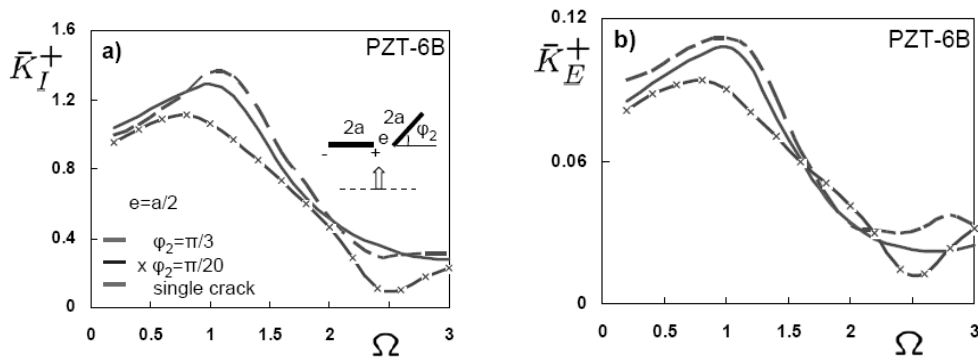 1.6
a)
PZT-6B
K̄_I^+
1.2
2a
2a
e
φ₂
- +
0.8
e=a/2
0.4
φ₂=π/3
x φ₂=π/20
single crack
0
0 0.5 1 1.5 2 2.5 3
Ω
0.12
b)
PZT-6B
K̄_E^+
0.06
0
0 0.5 1 1.5 2 2.5 3
Ω